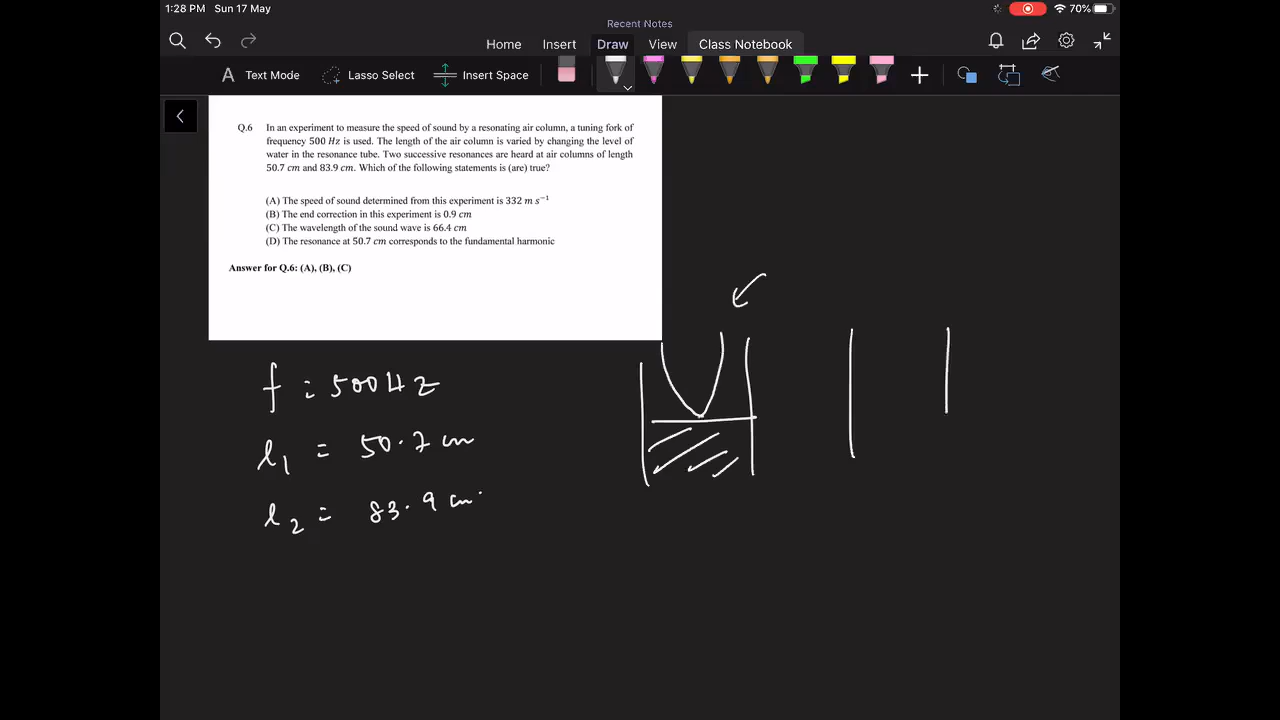 1:28 PM Sun 17 May
70%
Recent Notes
Home Insert Draw View Class Notebook
A Text Mode Lasso Select Insert Space
Q.6 In an experiment to measure the speed of sound by a resonating air column, a tuning fork of
frequency 500 Hz is used. The length of the air column is varied by changing the level of
water in the resonance tube. Two successive resonances are heard at air columns of length
50.7 cm and 83.9 cm. Which of the following statements is (are) true?
(A) The speed of sound determined from this experiment is 332 m s⁻¹
(B) The end correction in this experiment is 0.9 cm
(C) The wavelength of the sound wave is 66.4 cm
(D) The resonance at 50.7 cm corresponds to the fundamental harmonic
Answer for Q.6: (A), (B), (C)
f = 500 Hz
l₁ = 50.7 cm
l₂ = 83.9 cm.